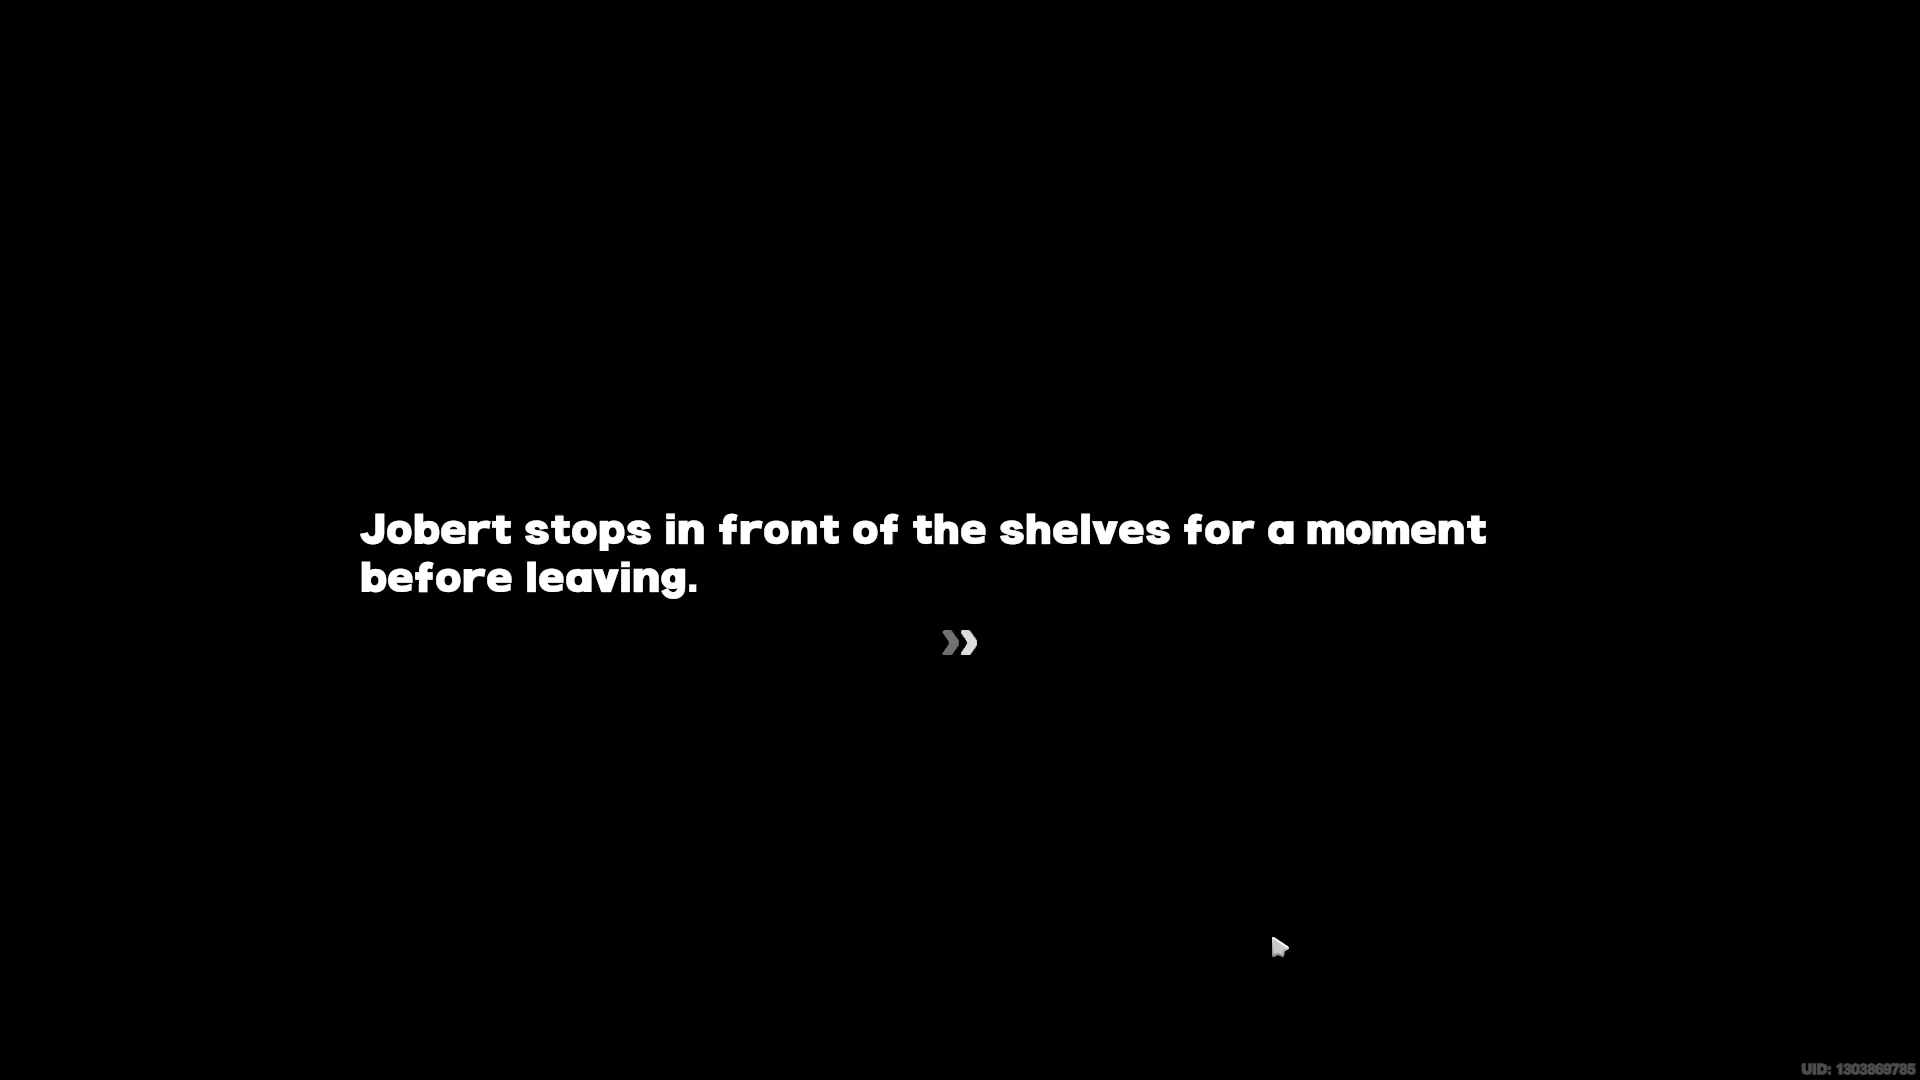 Jobert stops in front of the shelves for a moment
before leaving.
UID: 1303869785